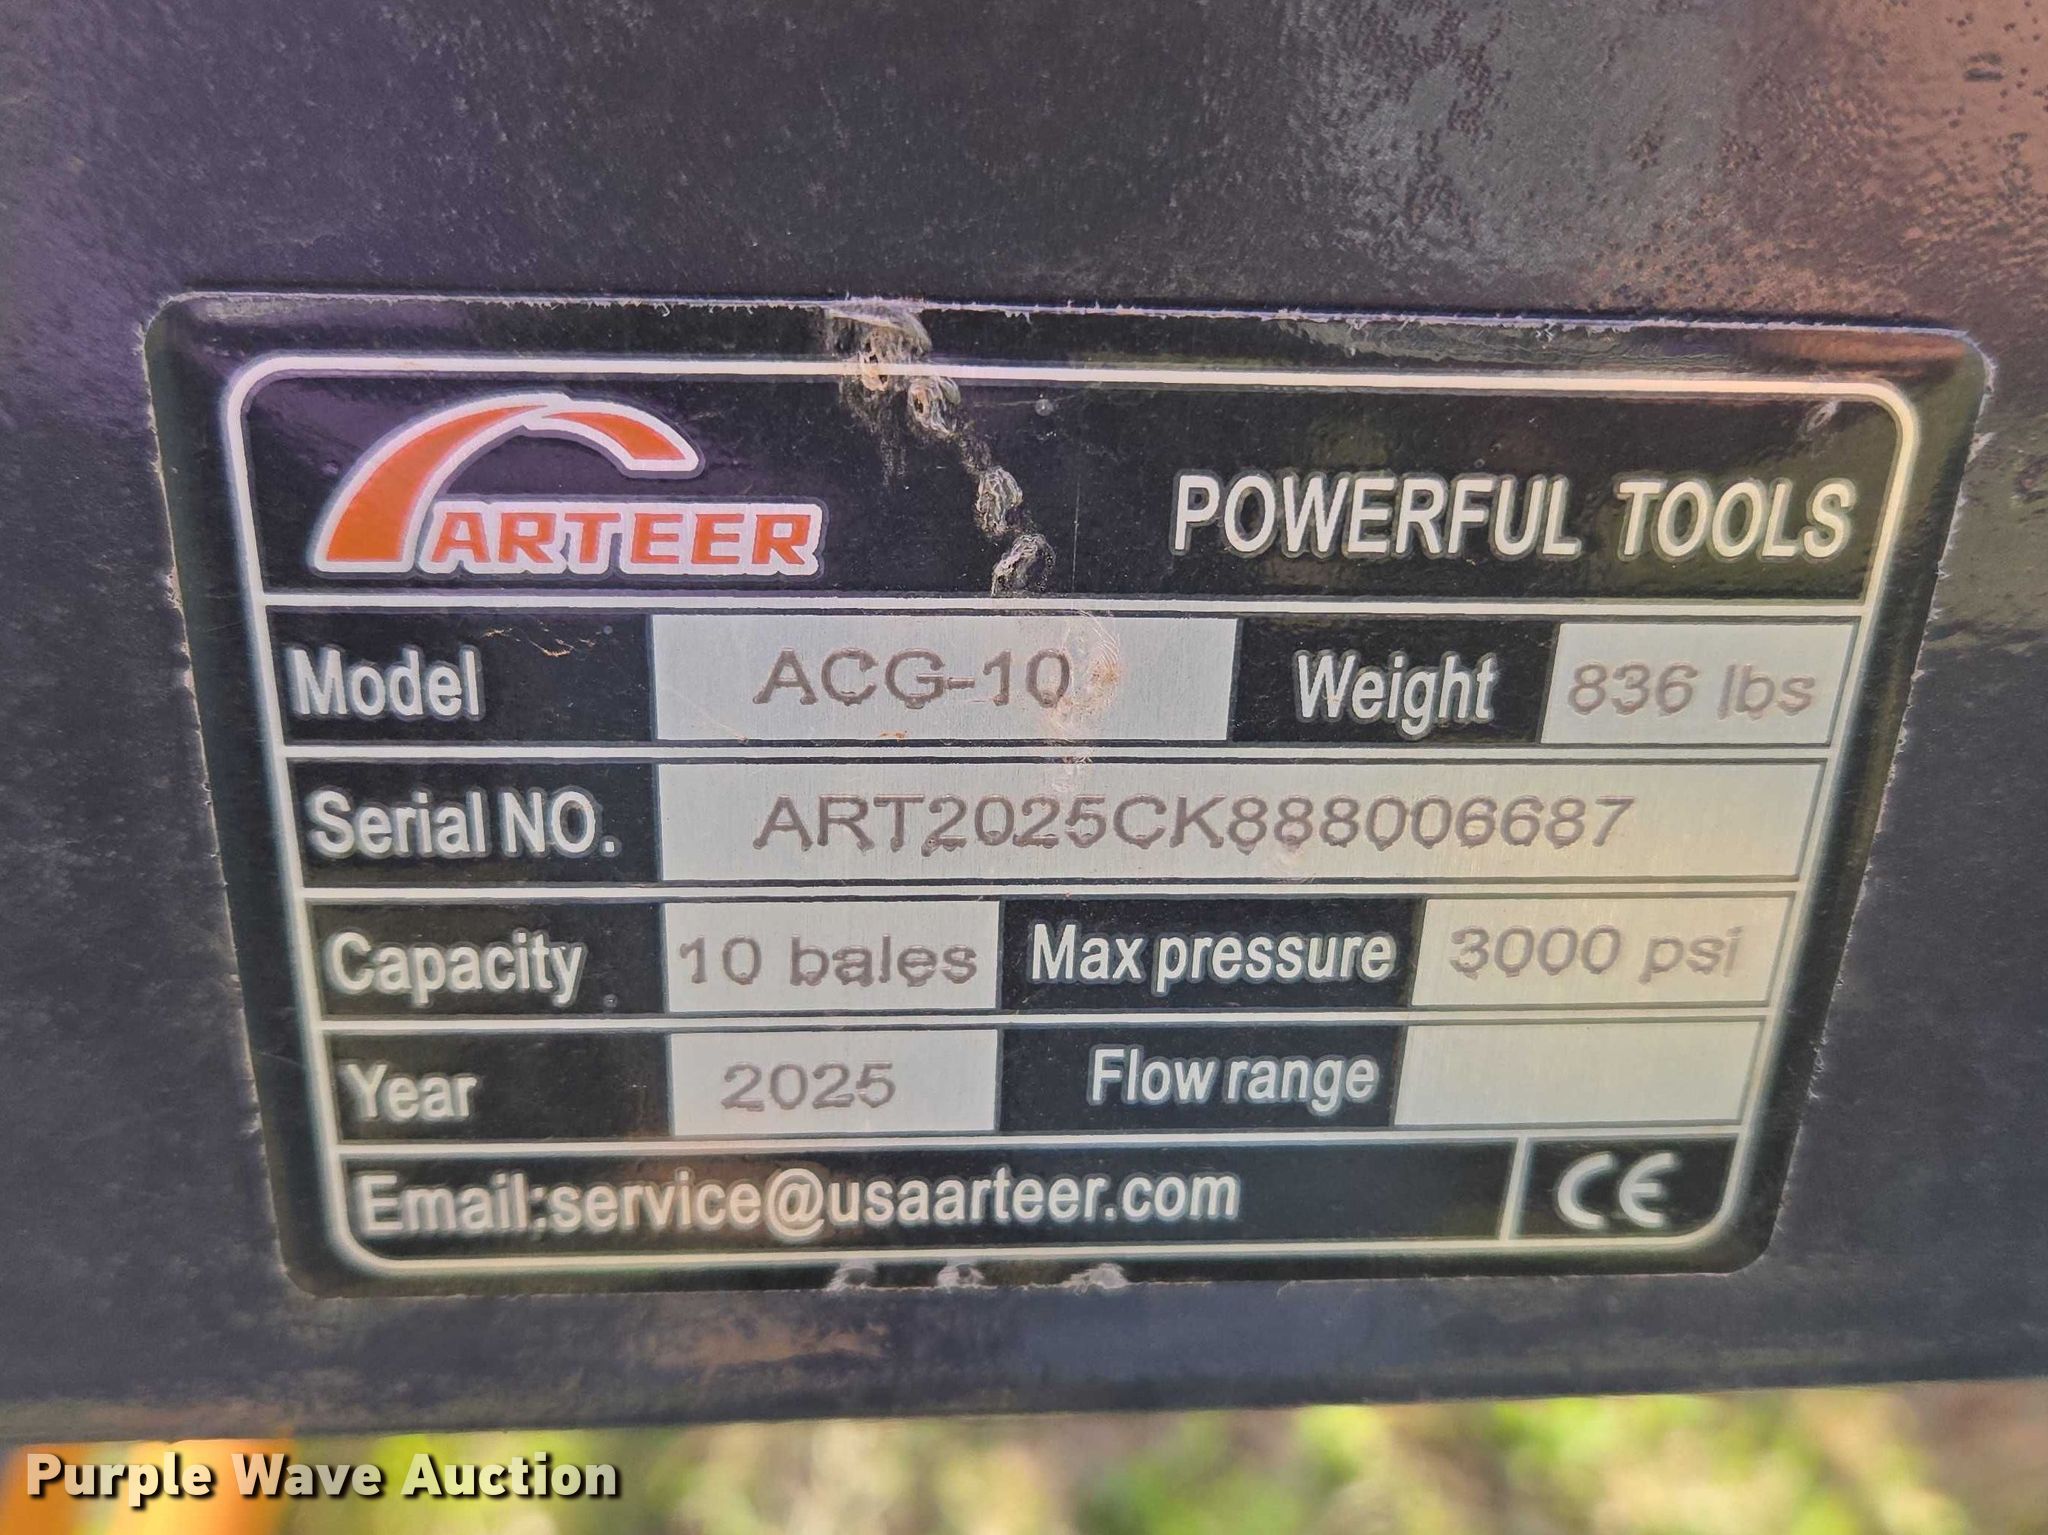 ARTEER
POWERFUL TOOLS
Model ACG-10 Weight 836 lbs
Serial NO. ART2025CK888006687
Capacity 10 bales Max pressure 3000 psi
Year 2025 Flow range
Email;service@usaarteer.com CE
Purple Wave Auction